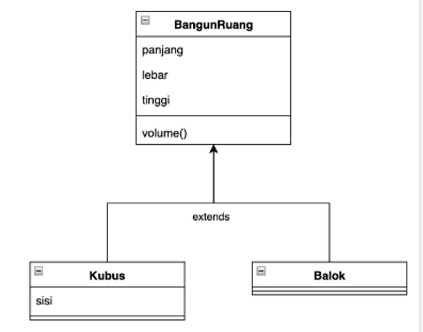 BangunRuang
panjang
lebar
tinggi
volume()
extends
Kubus
sisi
Balok